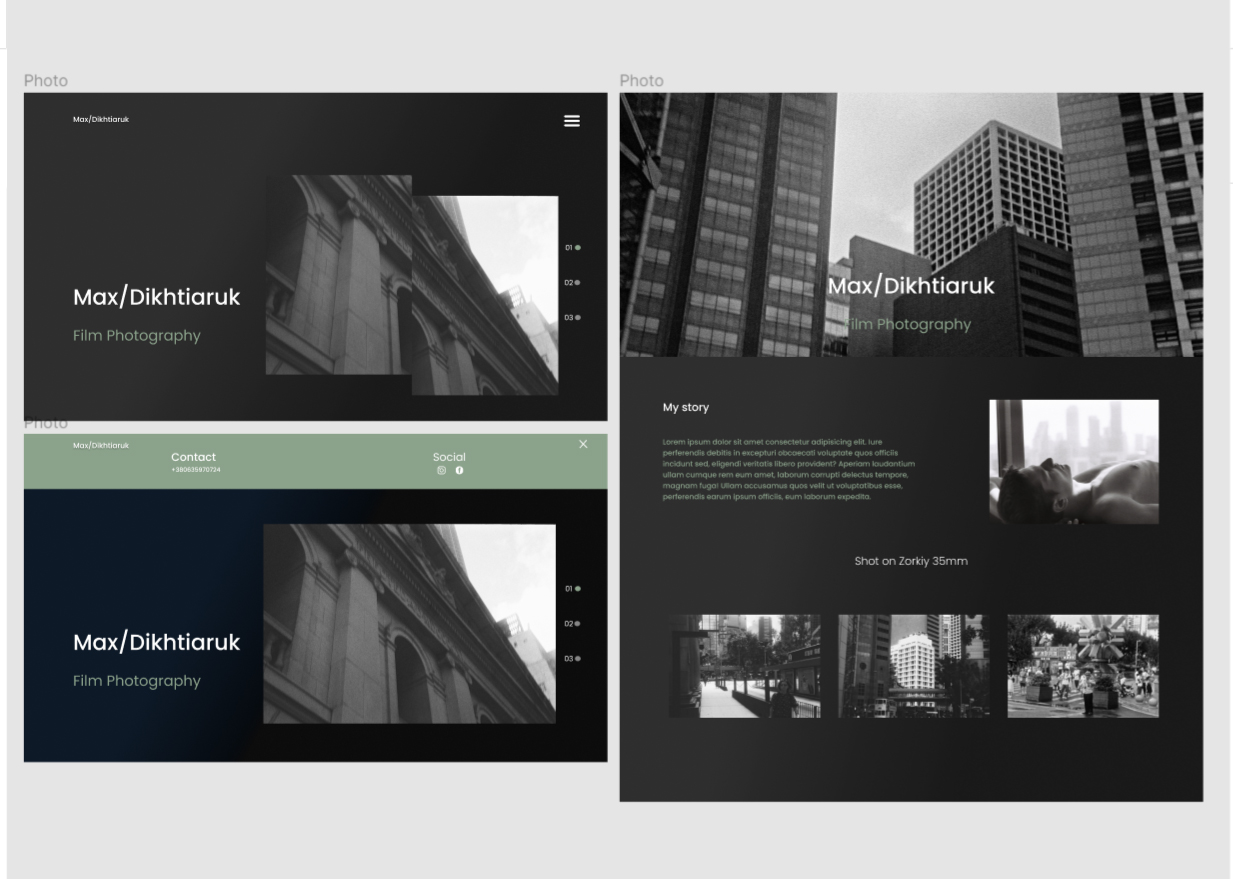 Photo
Max/Dikhtiaruk
01
02
03
Max/Dikhtiaruk
Film Photography
Photo
Max/Dikhtiaruk
Contact
+380635970724
Social
01
02
03
Max/Dikhtiaruk
Film Photography
Photo
Max/Dikhtiaruk
Film Photography
My story
Lorem ipsum dolor sit amet consectetur adipisicing elit. Iure
perferendis debitis in excepturi obcaecati voluptate quos officiis
incidunt sed, eligendi veritatis libero provident? Aperiam laudantium
ullam cumque rem eum amet, laborum corrupti delectus tempore,
magnam fuga! Ullam accusamus quos velit ut voluptatibus esse,
perferendis earum ipsum officiis, eum laborum expedita.
Shot on Zorkiy 35mm